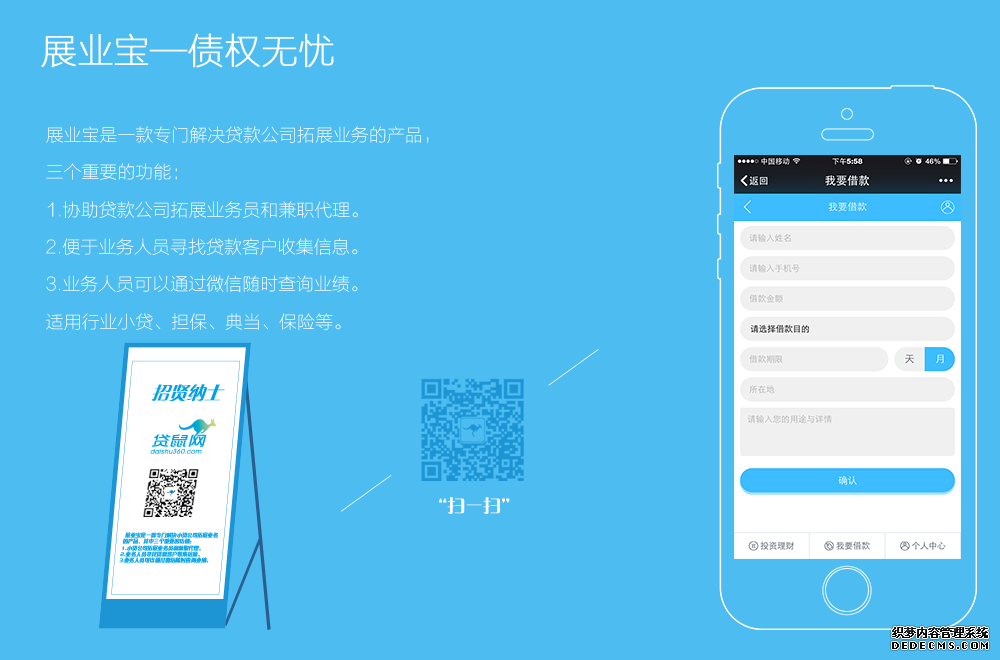 展业宝—债权无忧
展业宝是一款专门解决贷款公司拓展业务的产品，
三个重要的功能；
1.协助贷款公司拓展业务员和兼职代理。
2.便于业务人员寻找贷款客户收集信息。
3.业务人员可以通过微信随时查询业绩。
适用行业小贷、担保、典当、保险等。
招贤纳士
贷鼠网
daishu360.com
“扫一扫”
中国移动 下午5:58 46%
返回 我要借款
我要借款
请输入姓名
请输入手机号
借款金额
请选择借款目的
借款期限 天 月
所在地
请输入您的用途与详情
确认
投资理财 我要借款 个人中心
织梦内容管理系统
DEDECMS.COM